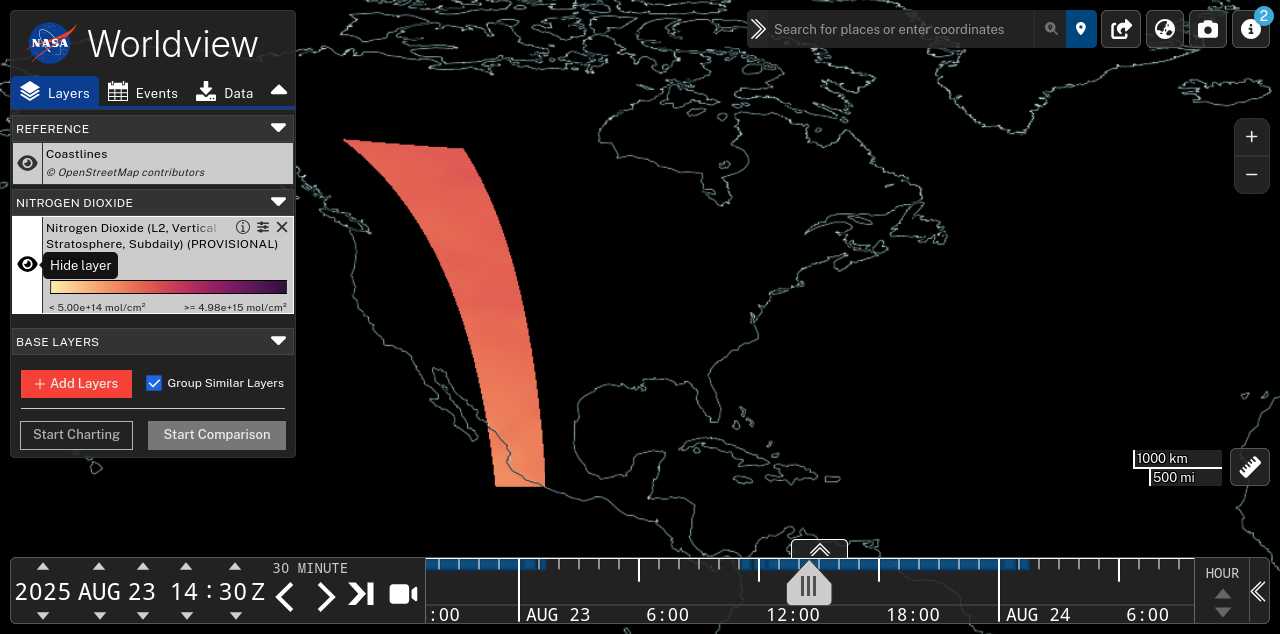 NASA
Worldview
Layers
Events
Data
REFERENCE
Coastlines
© OpenStreetMap contributors
NITROGEN DIOXIDE
Nitrogen Dioxide (L2, Vertical
Stratosphere, Subdaily) (PROVISIONAL)
Hide layer
< 5.00e+14 mol/cm²
>= 4.98e+15 mol/cm²
BASE LAYERS
+ Add Layers
Group Similar Layers
Start Charting
Start Comparison
Search for places or enter coordinates
2
1000 km
500 mi
2025 AUG 23 14 : 30 Z
30 MINUTE
:00
AUG 23
6:00
12:00
18:00
AUG 24
6:00
HOUR